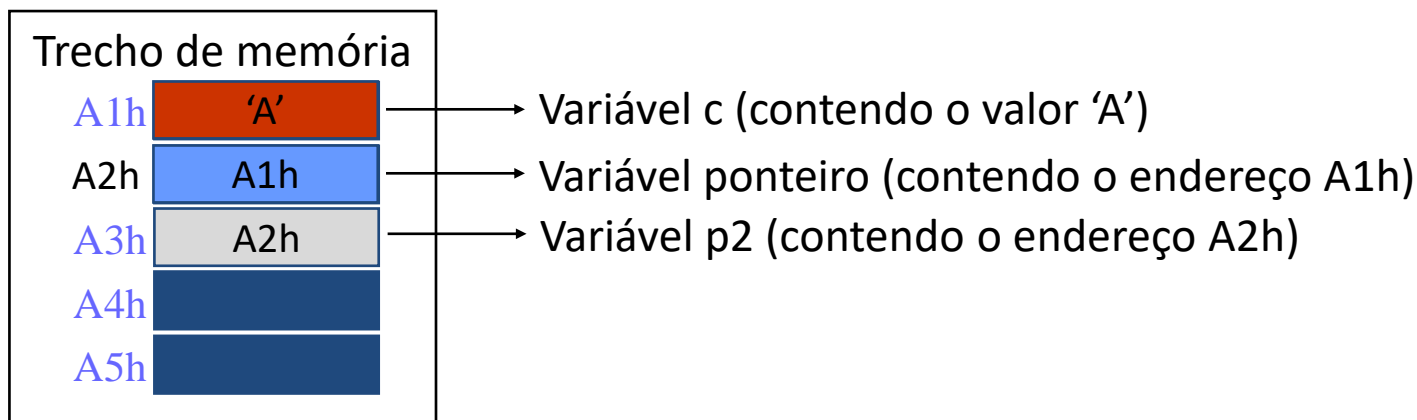 Trecho de memória
A1h ‘A’ Variável c (contendo o valor ‘A’)
A2h A1h Variável ponteiro (contendo o endereço A1h)
A3h A2h Variável p2 (contendo o endereço A2h)
A4h
A5h